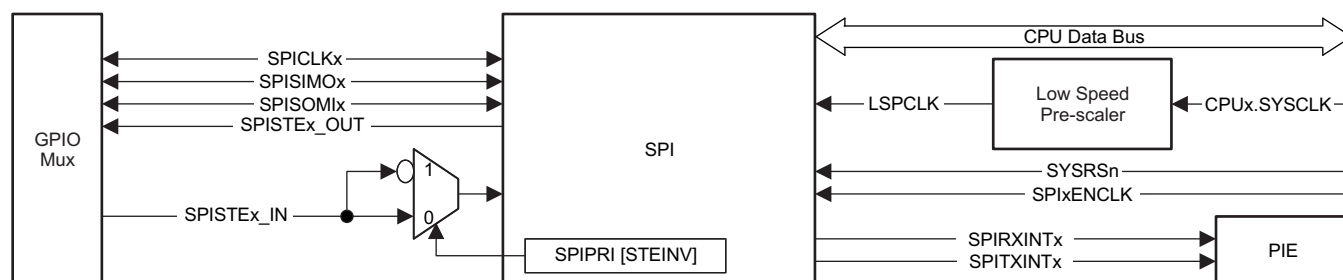 GPIO
Mux
SPICLKx
SPISIMOx
SPISOMIx
SPISTEx_OUT
SPISTEx_IN
1
0
SPI
SPIPRI [STEINV]
CPU Data Bus
LSPCLK
Low Speed
Pre-scaler
CPUx.SYSCLK
SYSRSn
SPIxENCLK
SPIRXINTx
SPITXINTx
PIE